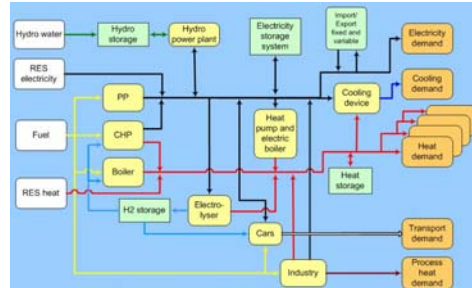 Hydro water
Hydro
storage
Hydro
power plant
Electricity
storage
system
Import/
Export
fixed and
variable
Electricity
demand
RES
electricity
PP
Cooling
device
Cooling
demand
Fuel
CHP
Heat
pump and
electric
boiler
Heat
demand
Boiler
RES heat
Heat
storage
H2 storage
Electro-
lyser
Cars
Transport
demand
Industry
Process
heat
demand